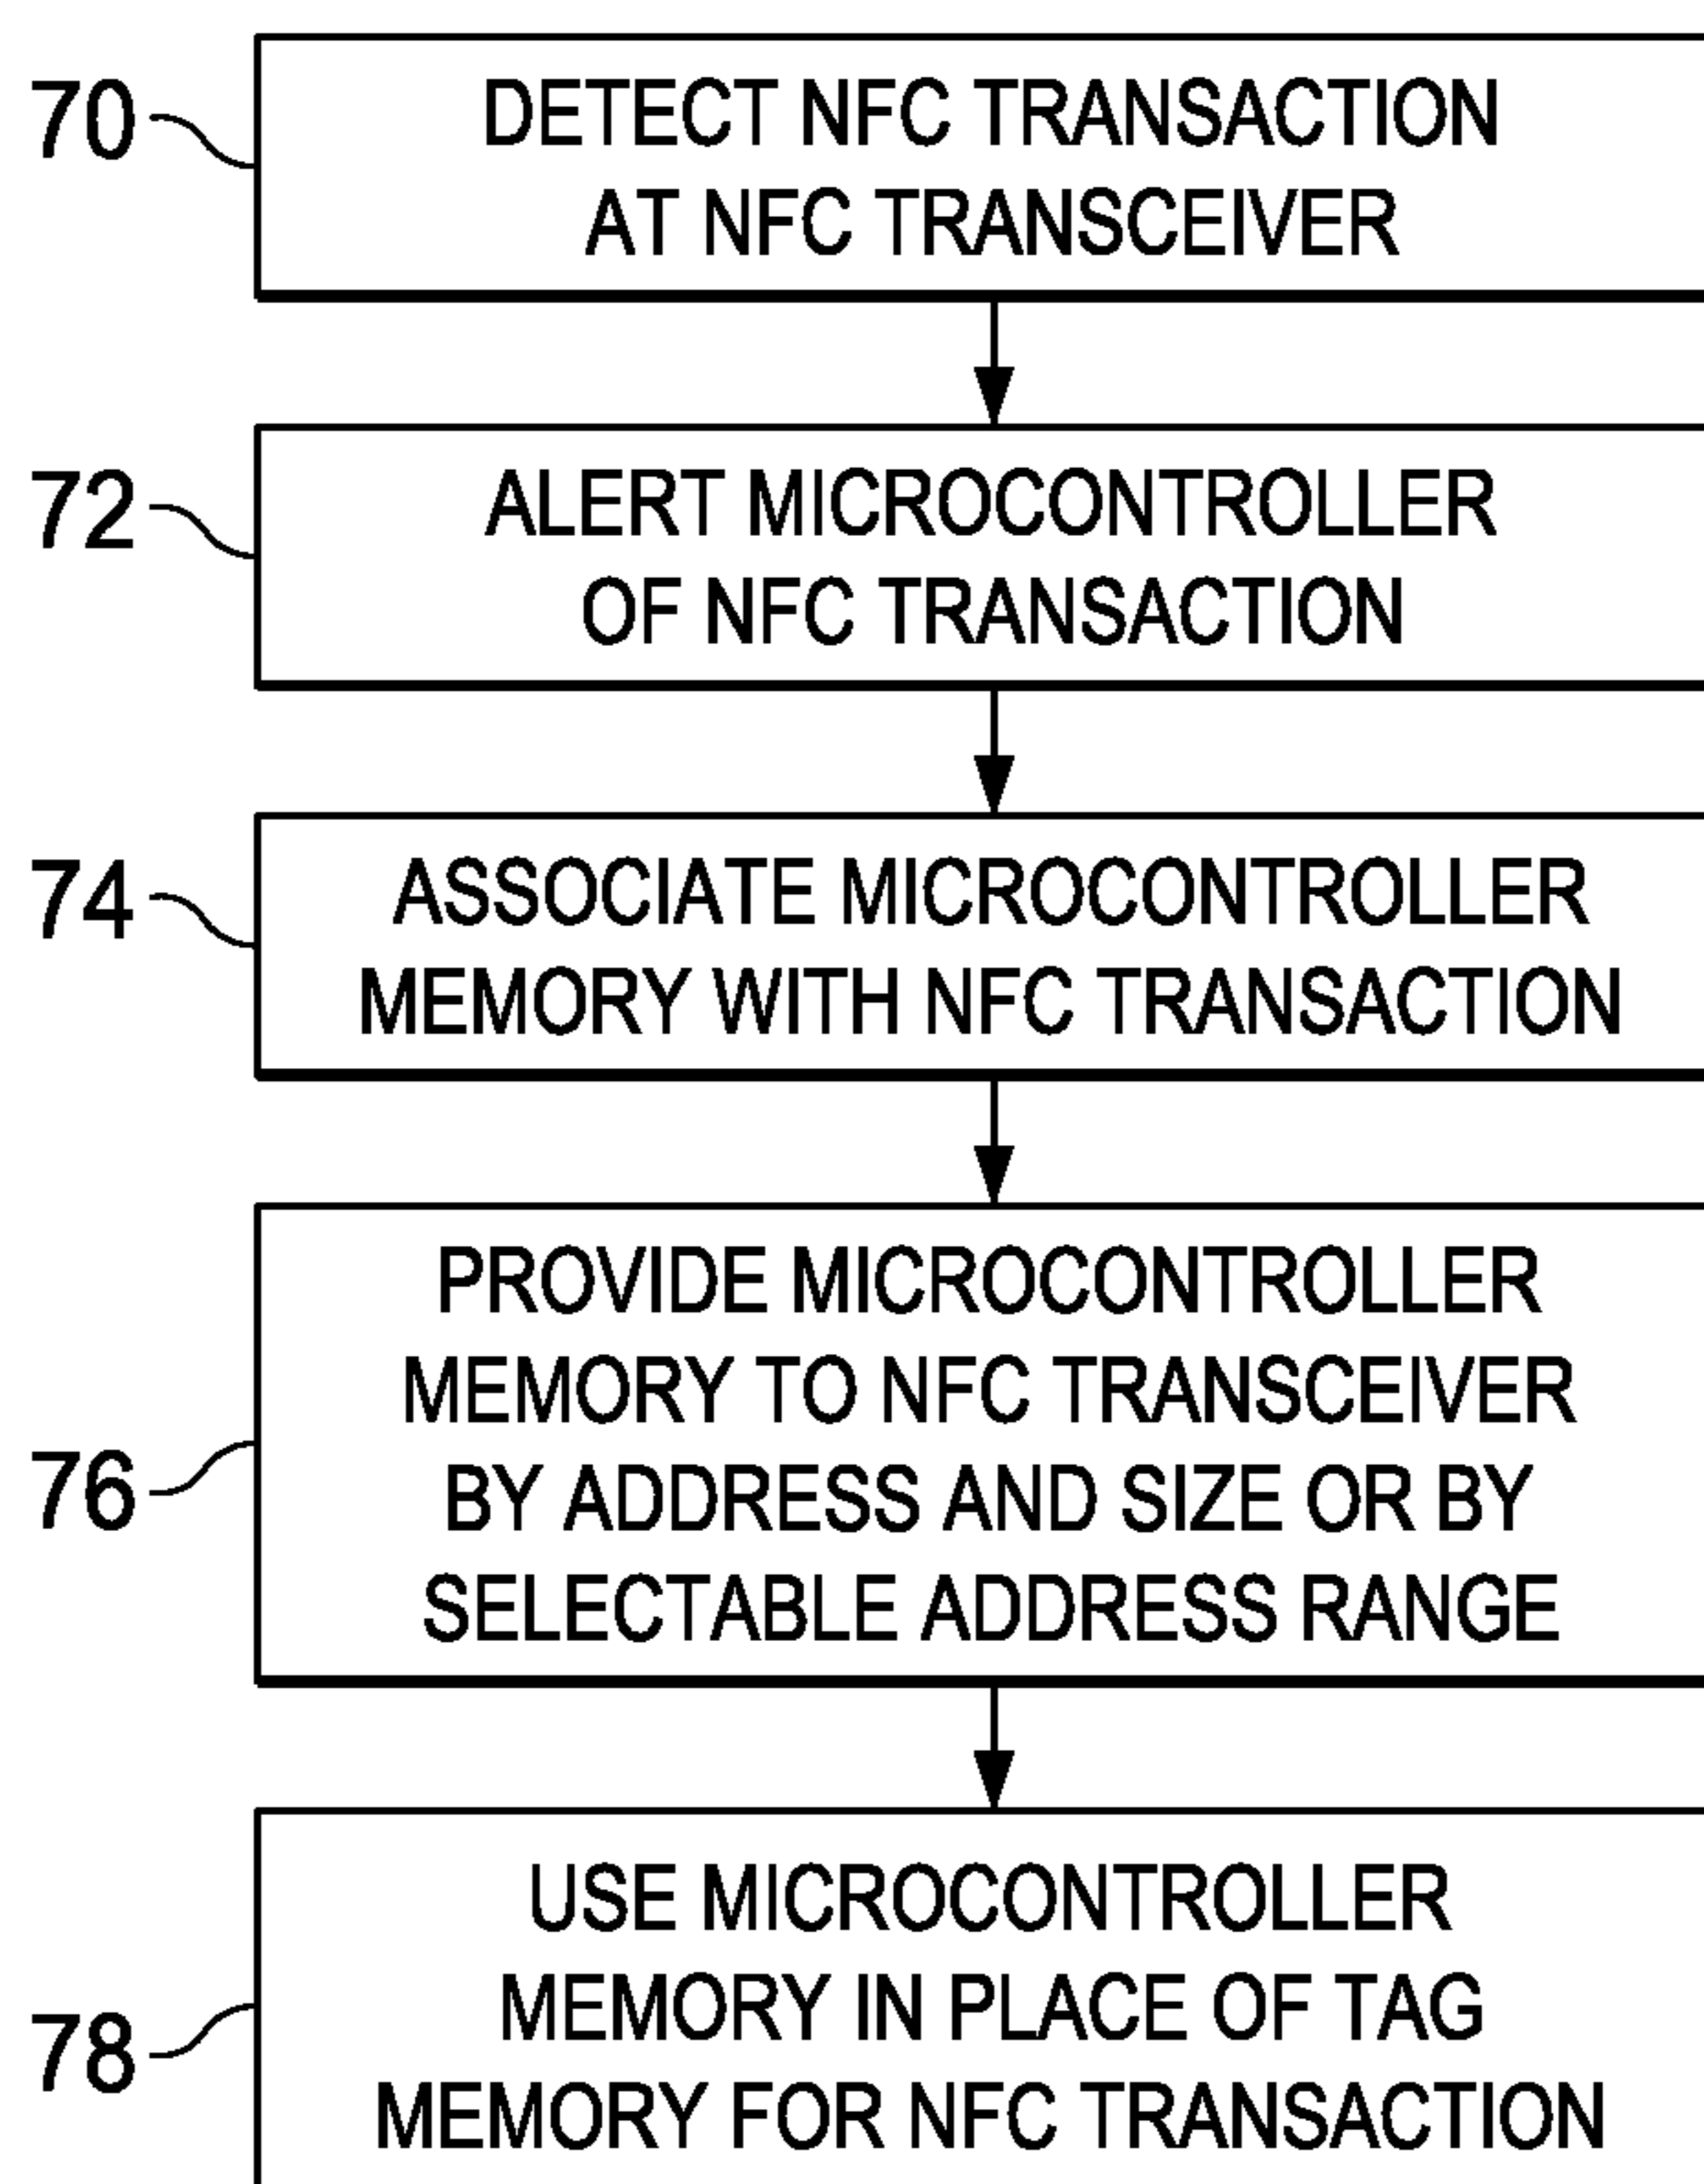 70
DETECT NFC TRANSACTION
AT NFC TRANSCEIVER
72
ALERT MICROCONTROLLER
OF NFC TRANSACTION
74
ASSOCIATE MICROCONTROLLER
MEMORY WITH NFC TRANSACTION
76
PROVIDE MICROCONTROLLER
MEMORY TO NFC TRANSCEIVER
BY ADDRESS AND SIZE OR BY
SELECTABLE ADDRESS RANGE
78
USE MICROCONTROLLER
MEMORY IN PLACE OF TAG
MEMORY FOR NFC TRANSACTION